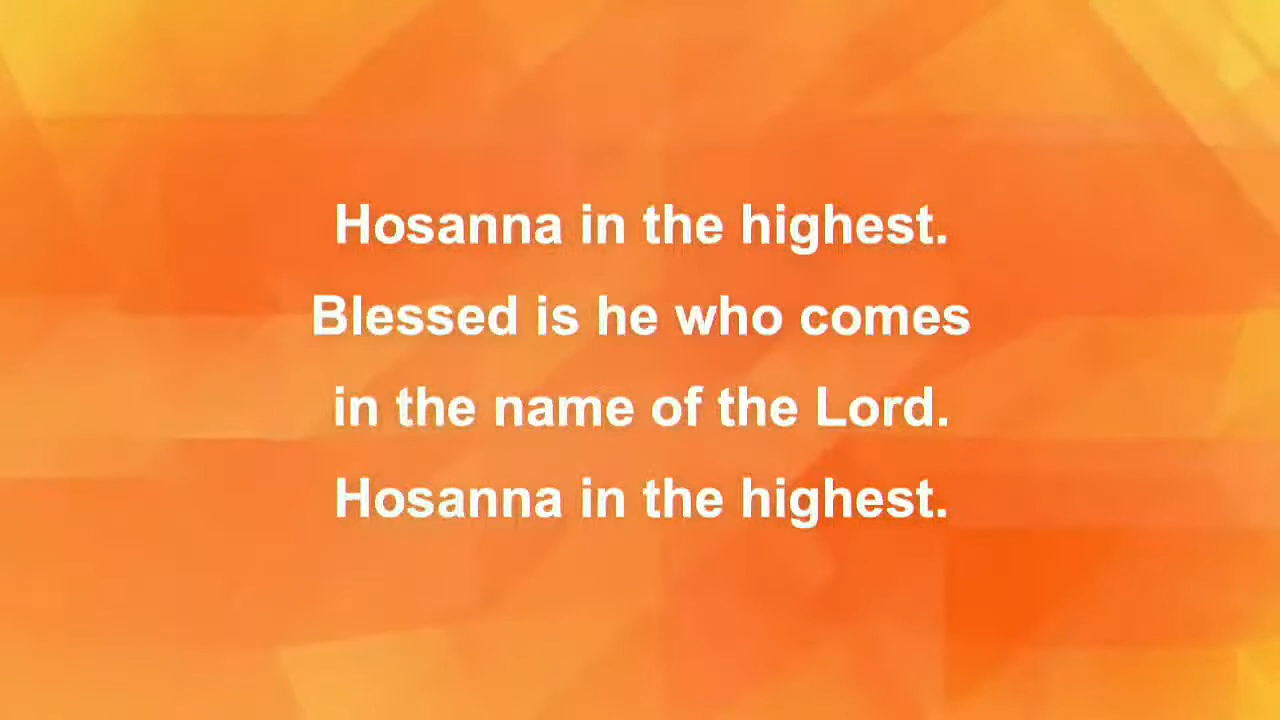 Hosanna in the highest.
Blessed is he who comes
in the name of the Lord.
Hosanna in the highest.